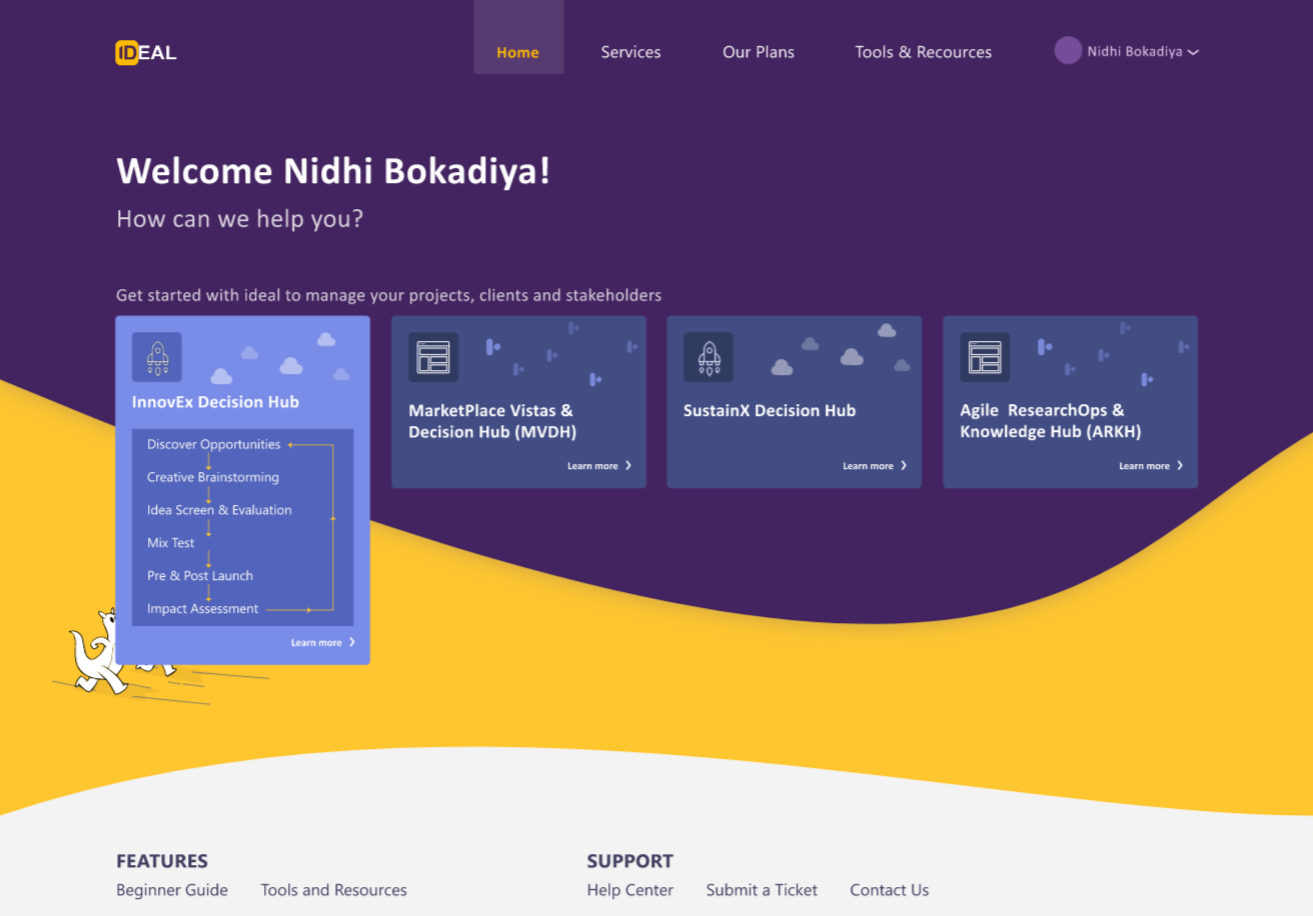 IDEAL
Home
Services
Our Plans
Tools & Recources
Nidhi Bokadiya
Welcome Nidhi Bokadiya!
How can we help you?
Get started with ideal to manage your projects, clients and stakeholders
InnovEx Decision Hub
Discover Opportunities
Creative Brainstorming
Idea Screen & Evaluation
Mix Test
Pre & Post Launch
Impact Assessment
Learn more
MarketPlace Vistas &
Decision Hub (MVDH)
Learn more
SustainX Decision Hub
Learn more
Agile ResearchOps &
Knowledge Hub (ARKH)
Learn more
FEATURES
Beginner Guide
Tools and Resources
SUPPORT
Help Center
Submit a Ticket
Contact Us